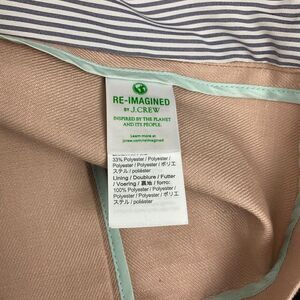 RE-IMAGINED
BY J.CREW
INSPIRED BY THE PLANET
AND ITS PEOPLE.
Learn more at
jcrew.com/reimagined
33% Polyester / Polyester /
Polyester / Polyester / ポリエ
ステル / poliéster
Lining / Doublure / Futter
/ Voering / 裏地 / forro:
100% Polyester / Polyester /
Polyester / Polyester / ポリエ
ステル / poliéster